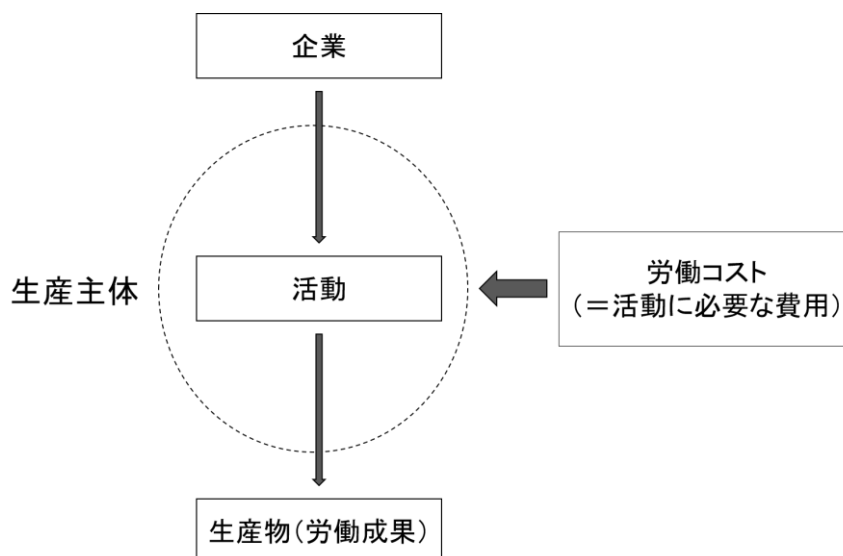 企業
生産主体
活動
労働コスト
（＝活動に必要な費用）
生産物（労働成果）